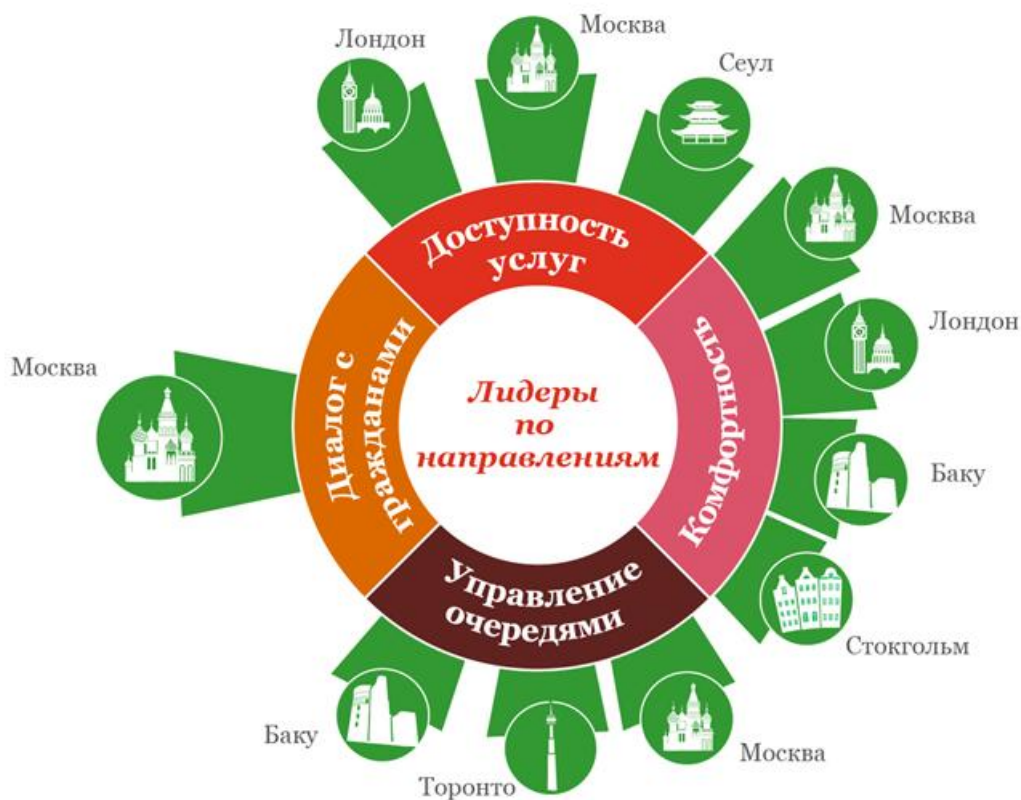 Лондон
Москва
Сеул
Москва
Лондон
Баку
Стокгольм
Москва
Торонто
Баку
Москва
Доступность
услуг
Комфортность
Управление
очередями
Диалог с
гражданами
Лидеры
по
направлениям